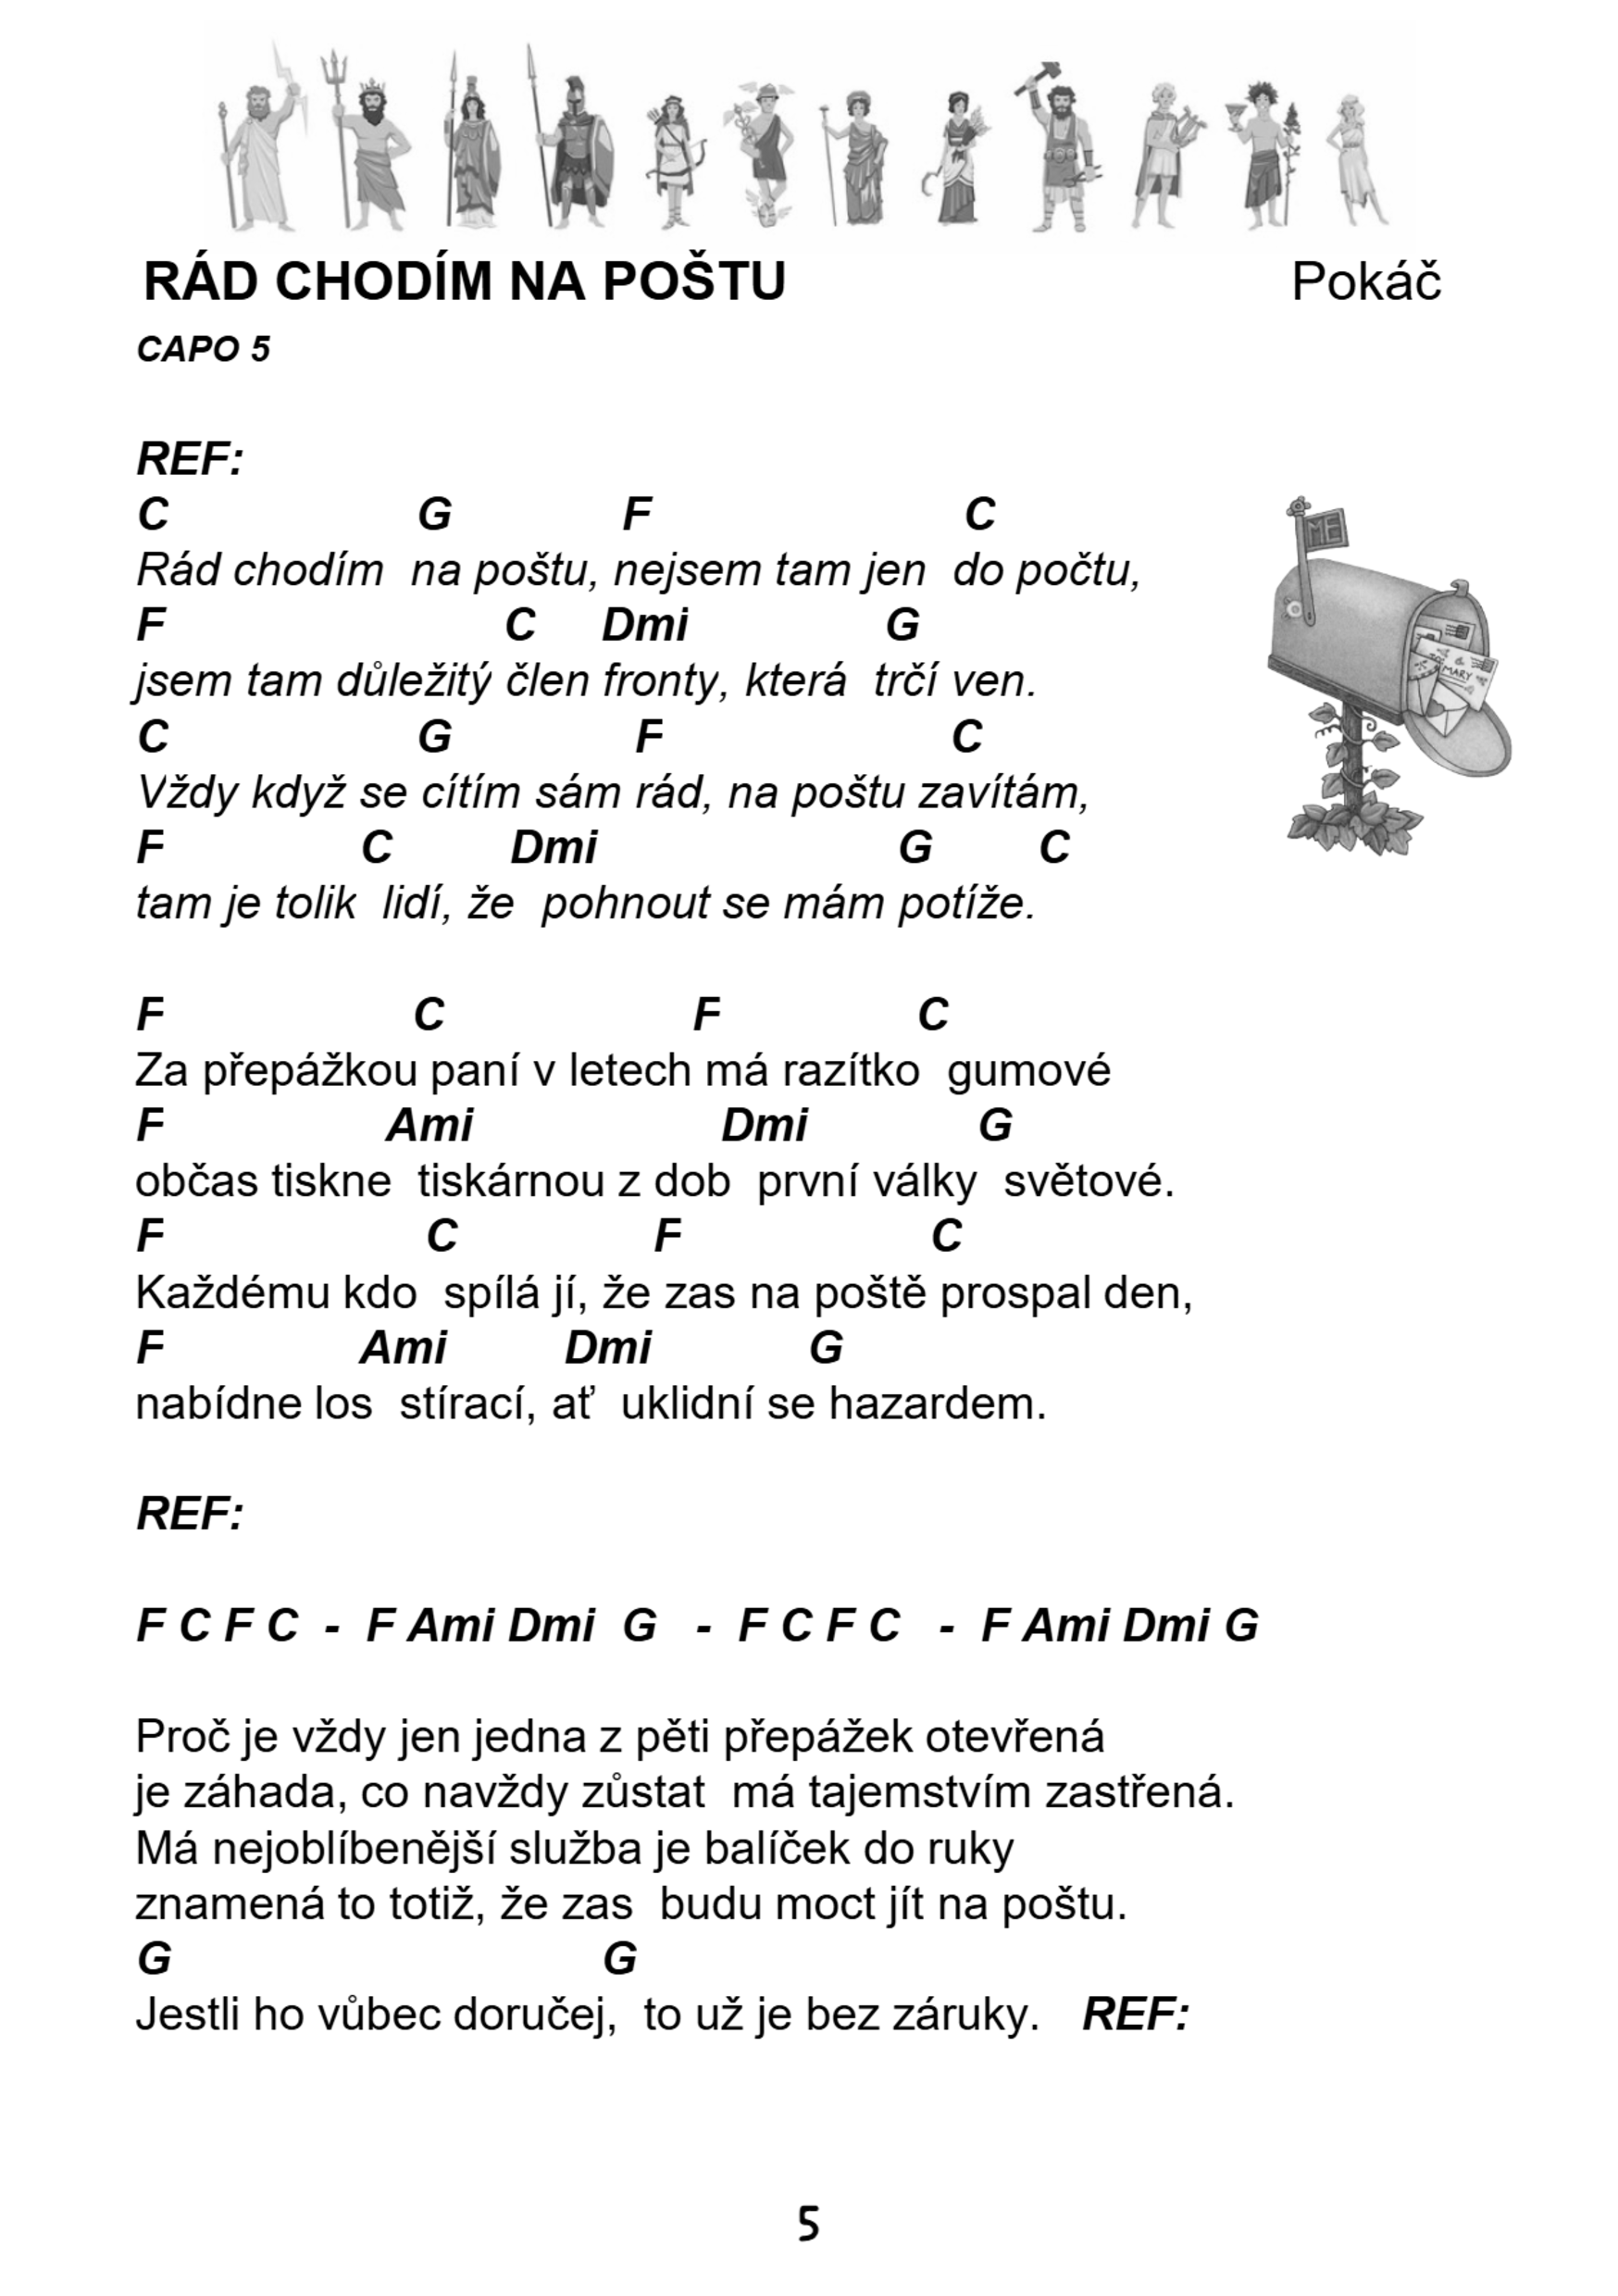 RÁD CHODÍM NA POŠTU Pokáč
CAPO 5
REF:
C G F C
Rád chodím na poštu, nejsem tam jen do počtu,
F C Dmi G
jsem tam důležitý člen fronty, která trčí ven.
C G F C
Vždy když se cítím sám rád, na poštu zavítám,
F C Dmi G C
tam je tolik lidí, že pohnout se mám potíže.
ME
MARY
F C F C
Za přepážkou paní v letech má razítko gumové
F Ami Dmi G
občas tiskne tiskárnou z dob první války světové.
F C F C
Každému kdo spílá jí, že zas na poště prospal den,
F Ami Dmi G
nabídne los stírací, ať uklidní se hazardem.
REF:
F C F C - F Ami Dmi G - F C F C - F Ami Dmi G
Proč je vždy jen jedna z pěti přepážek otevřená
je záhada, co navždy zůstat má tajemstvím zastřená.
Má nejoblíbenější služba je balíček do ruky
znamená to totiž, že zas budu moct jít na poštu.
G G
Jestli ho vůbec doručej, to už je bez záruky. REF:
5